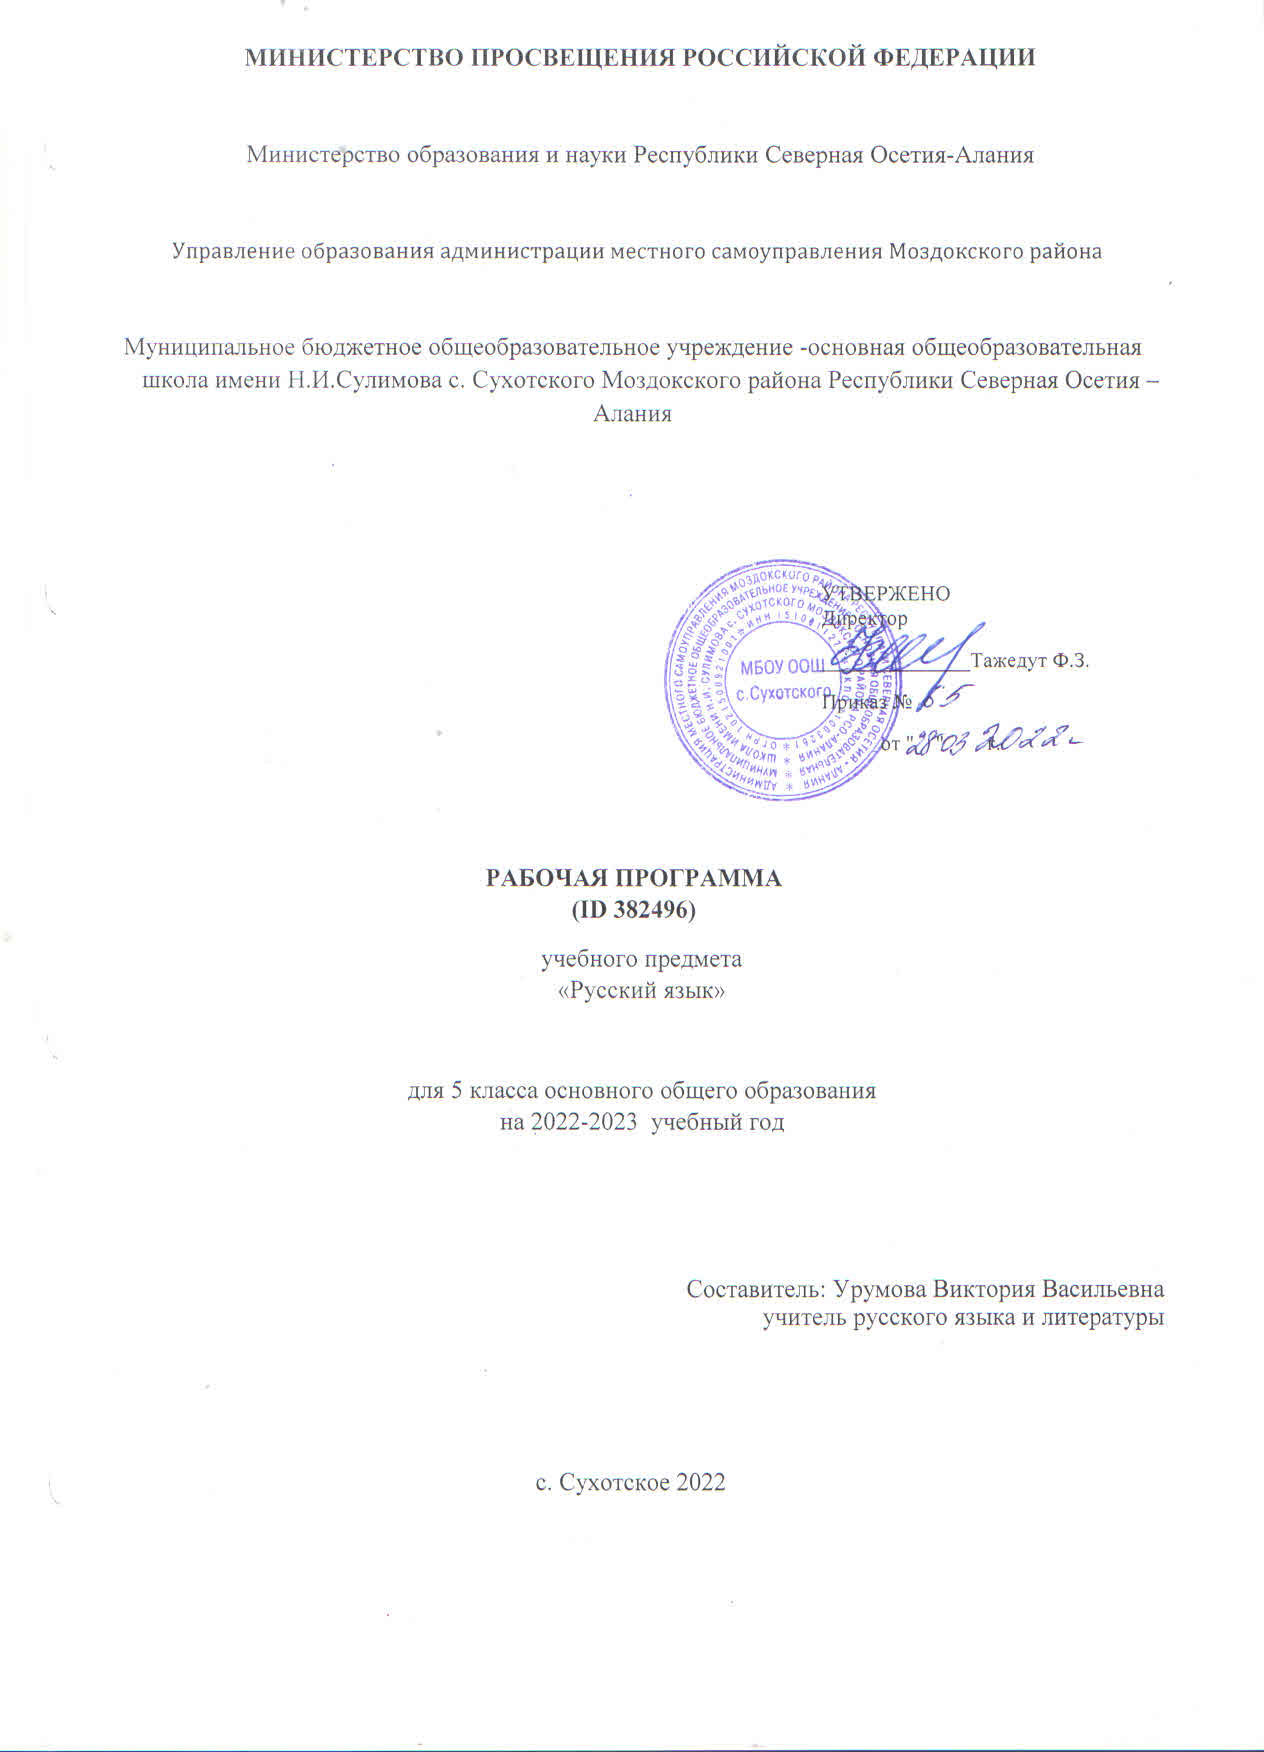 МИНИСТЕРСТВО ПРОСВЕЩЕНИЯ РОССИЙСКОЙ ФЕДЕРАЦИИ
Министерство образования и науки Республики Северная Осетия-Алания
Управление образования администрации местного самоуправления Моздокского района
Муниципальное бюджетное общеобразовательное учреждение -основная общеобразовательная
школа имени Н.И.Сулимова с. Сухотского Моздокского района Республики Северная Осетия –
Алания
УТВЕРЖЕНО
Директор
Тажедут Ф.З.
МБОУ ООШ
с.Сухотского
Приказ № 65
от "28" 03 2022 г
РАБОЧАЯ ПРОГРАММА
(ID 382496)
учебного предмета
«Русский язык»
для 5 класса основного общего образования
на 2022-2023 учебный год
Составитель: Урумова Виктория Васильевна
учитель русского языка и литературы
с. Сухотское 2022